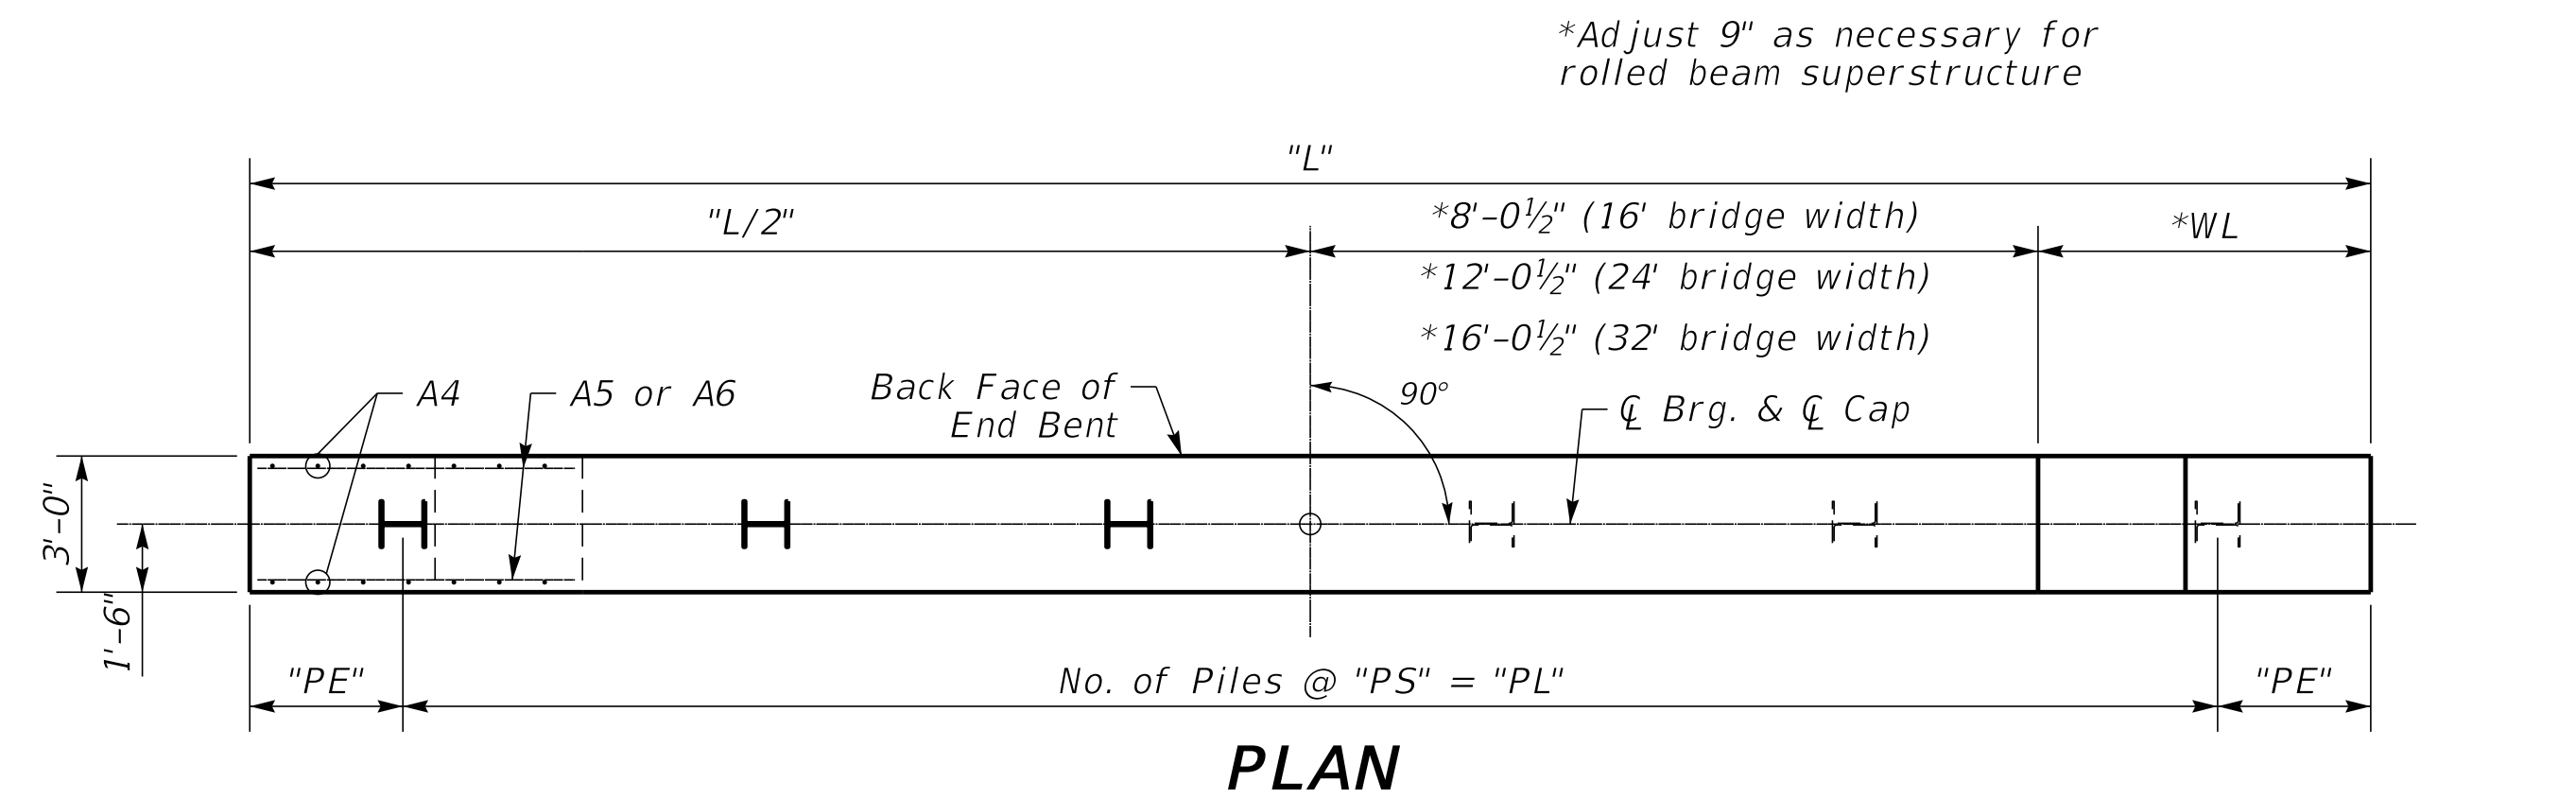 *Adjust 9" as necessary for
rolled beam superstructure
"L"
"L/2"
*8'-0½" (16' bridge width)
*WL
*12'-0½" (24' bridge width)
*16'-0½" (32' bridge width)
A4
A5 or A6
Back Face of
End Bent
90°
℄ Brg. & ℄ Cap
3'-0"
1'-6"
"PE"
No. of Piles @ "PS" = "PL"
"PE"
PLAN